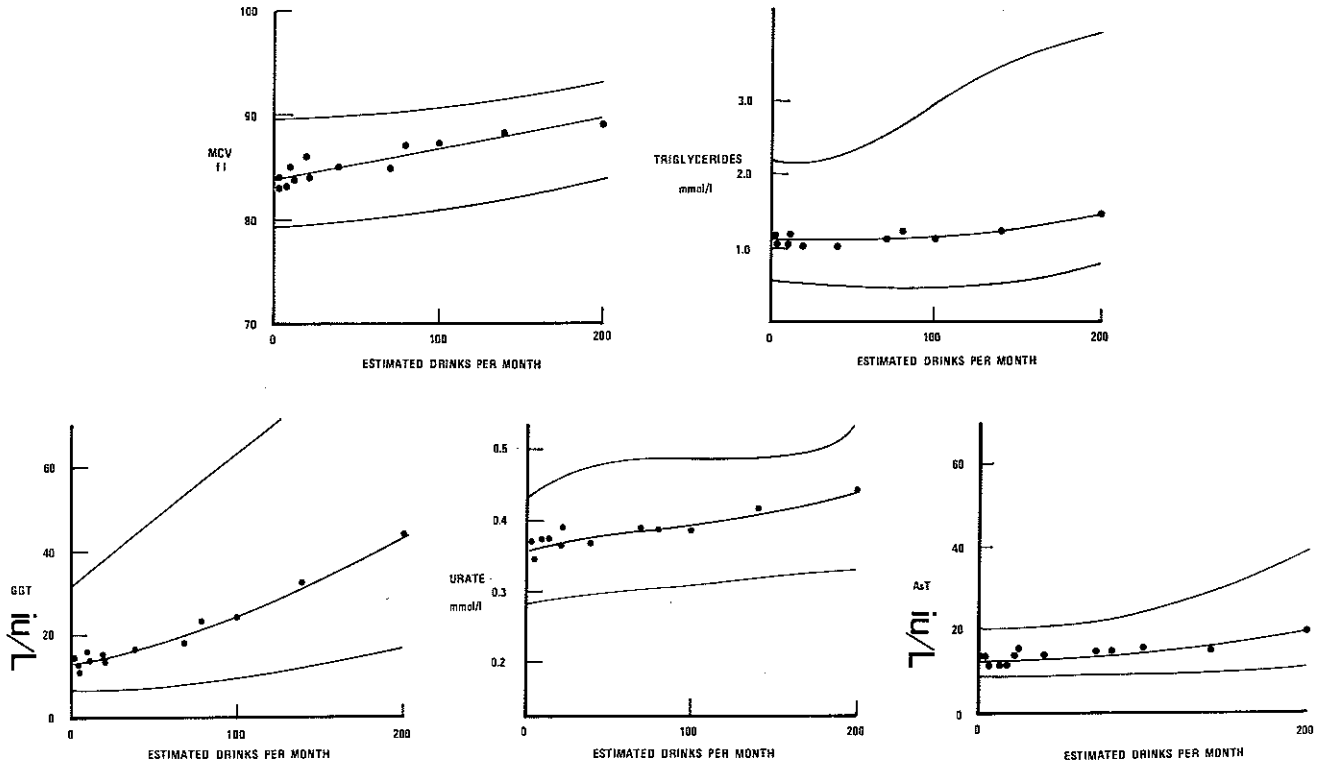 100
90
MCV
fl
80
70
0
100
200
ESTIMATED DRINKS PER MONTH
3.0
TRIGLYCERIDES
2.0
mmol/l
1.0
0
100
200
ESTIMATED DRINKS PER MONTH
60
40
GGT
iu/L
20
0
0
100
200
ESTIMATED DRINKS PER MONTH
0.5
0.4
URATE
0.3
mmol/l
0.2
0
100
200
ESTIMATED DRINKS PER MONTH
60
40
AsT
iu/L
20
0
0
100
200
ESTIMATED DRINKS PER MONTH